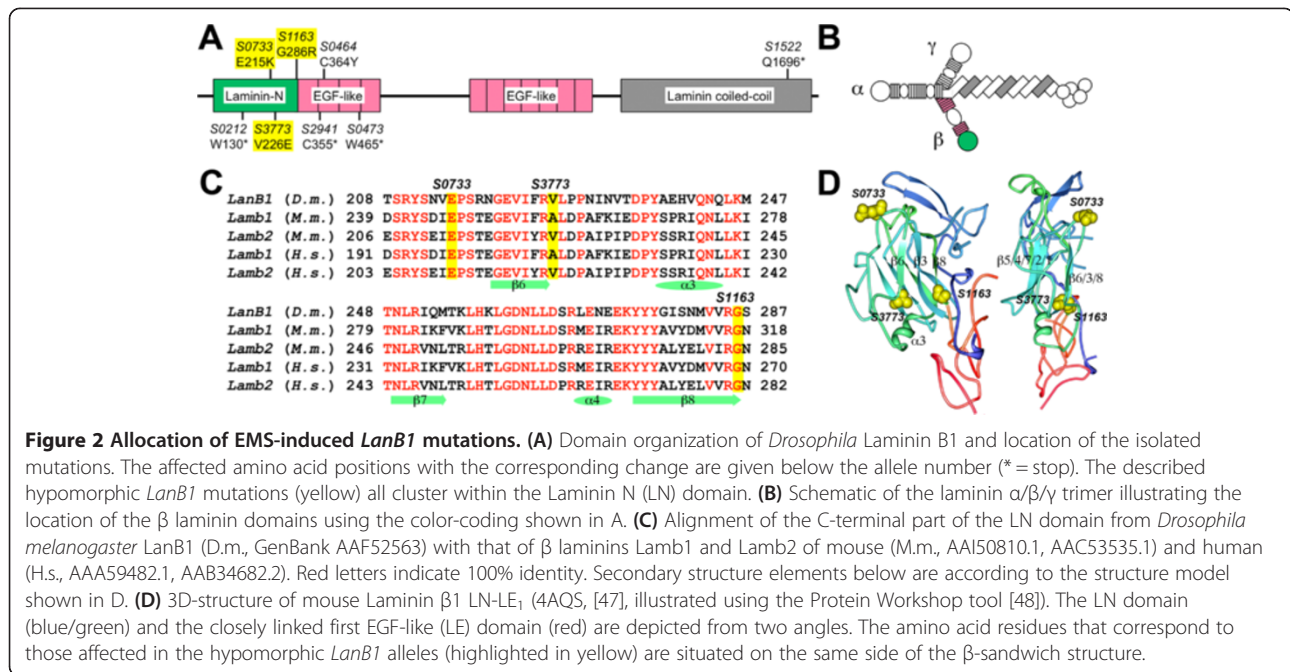 A
S0733
E215K
S1163
G286R
S0464
C364Y
S1522
Q1696*
Laminin-N
EGF-like
EGF-like
Laminin coiled-coil
S0212
W130*
S3773
V226E
S2941
C355*
S0473
W465*
B
γ
α
β
C
S0733 S3773
LanB1 (D.m.) 208 TSRYSNVEPSRNGEVIFRVLPPNINVTDPYAEHVQNQLKM 247
Lamb1 (M.m.) 239 DSRYSDIEPSTEGEVIFRALDPAFKIEDPYSPRIQNLLKI 278
Lamb2 (M.m.) 206 ESRYSEIEPSTEGEVIYRVLDPAIPIPDPYSSRIQNLLKI 245
Lamb1 (H.s.) 191 DSRYSDIEPSTEGEVIFRALDPAFKIEDPYSPRIQNLLKI 230
Lamb2 (H.s.) 203 ESRYSEIEPSTEGEVIYRVLDPAIPIPDPYSSRIQNLLKI 242
β6 α3
S1163
LanB1 (D.m.) 248 TNLRIQMTKLHKLGDNLLDSRLENEEKYYYGISNMVVRGS 287
Lamb1 (M.m.) 279 TNLRIKFVKLHTLGDNLLDSRMEIREKYYYAVYDMVVRGN 318
Lamb2 (M.m.) 246 TNLRVNLTRLHTLGDNLLDPRREIREKYYYALYELVIRGN 285
Lamb1 (H.s.) 231 TNLRIKFVKLHTLGDNLLDSRMEIREKYYYAVYDMVVRGN 270
Lamb2 (H.s.) 243 TNLRVNLTRLHTLGDNLLDPRREIREKYYYALYELVVRGN 282
β7 α4 β8
D
S0733
S0733
β6 β3 β8
S3773
S1163
α3
β6/3/8
S3773
S1163
Figure 2 Allocation of EMS-induced LanB1 mutations. (A) Domain organization of Drosophila Laminin B1 and location of the isolated
mutations. The affected amino acid positions with the corresponding change are given below the allele number (* = stop). The described
hypomorphic LanB1 mutations (yellow) all cluster within the Laminin N (LN) domain. (B) Schematic of the laminin α/β/γ trimer illustrating the
location of the β laminin domains using the color-coding shown in A. (C) Alignment of the C-terminal part of the LN domain from Drosophila
melanogaster LanB1 (D.m., GenBank AAF52563) with that of β laminins Lamb1 and Lamb2 of mouse (M.m., AAI50810.1, AAC53535.1) and human
(H.s., AAA59482.1, AAB34682.2). Red letters indicate 100% identity. Secondary structure elements below are according to the structure model
shown in D. (D) 3D-structure of mouse Laminin β1 LN-LE₁ (4AQS, [47], illustrated using the Protein Workshop tool [48]). The LN domain
(blue/green) and the closely linked first EGF-like (LE) domain (red) are depicted from two angles. The amino acid residues that correspond to
those affected in the hypomorphic LanB1 alleles (highlighted in yellow) are situated on the same side of the β-sandwich structure.